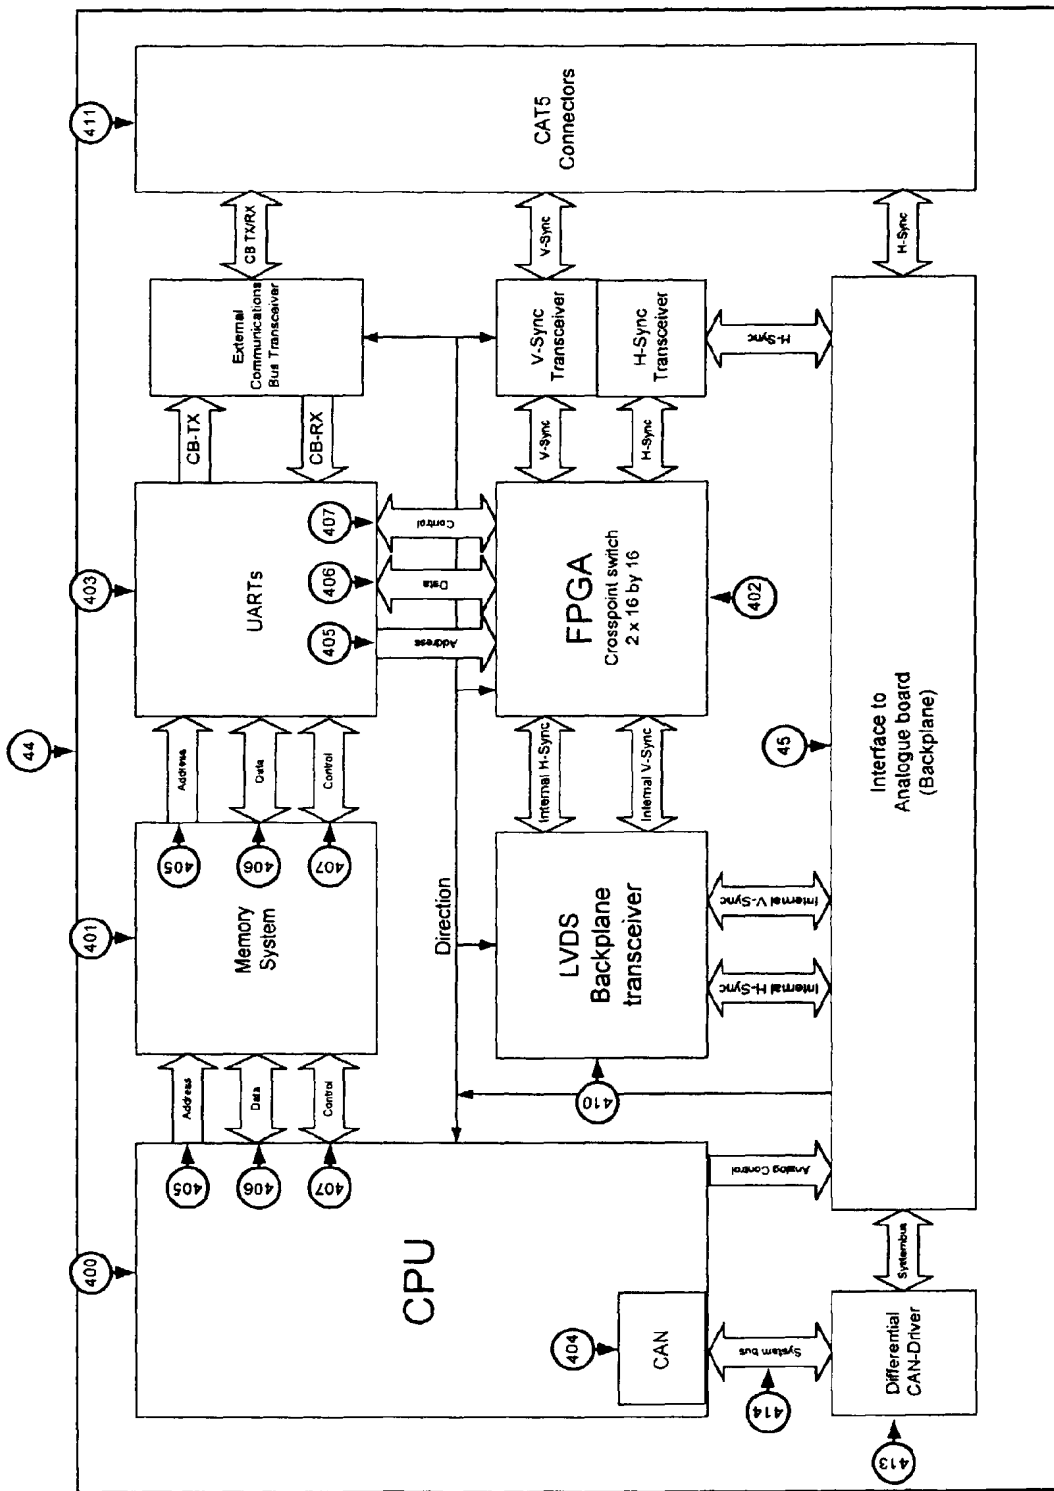 44
400
401
403
411
CPU
405
406
407
Address
Data
Control
Memory
System
405
406
407
Address
Data
Control
UARTs
405
406
407
CB-TX
CB-RX
External
Communications
Bus Transceiver
CB TX/RX
CAT5
Connectors
Direction
Address
Data
Control
404
CAN
410
LVDS
Backplane
transceiver
Internal H-Sync
Internal V-Sync
FPGA
Crosspoint switch
2 x 16 by 16
402
V-Sync
H-Sync
V-Sync
Transceiver
H-Sync
Transceiver
V-Sync
H-Sync
414
System bus
Analog Control
Internal H-Sync
Internal V-Sync
H-Sync
413
Differential
CAN-Driver
Systembus
45
Interface to
Analogue board
(Backplane)